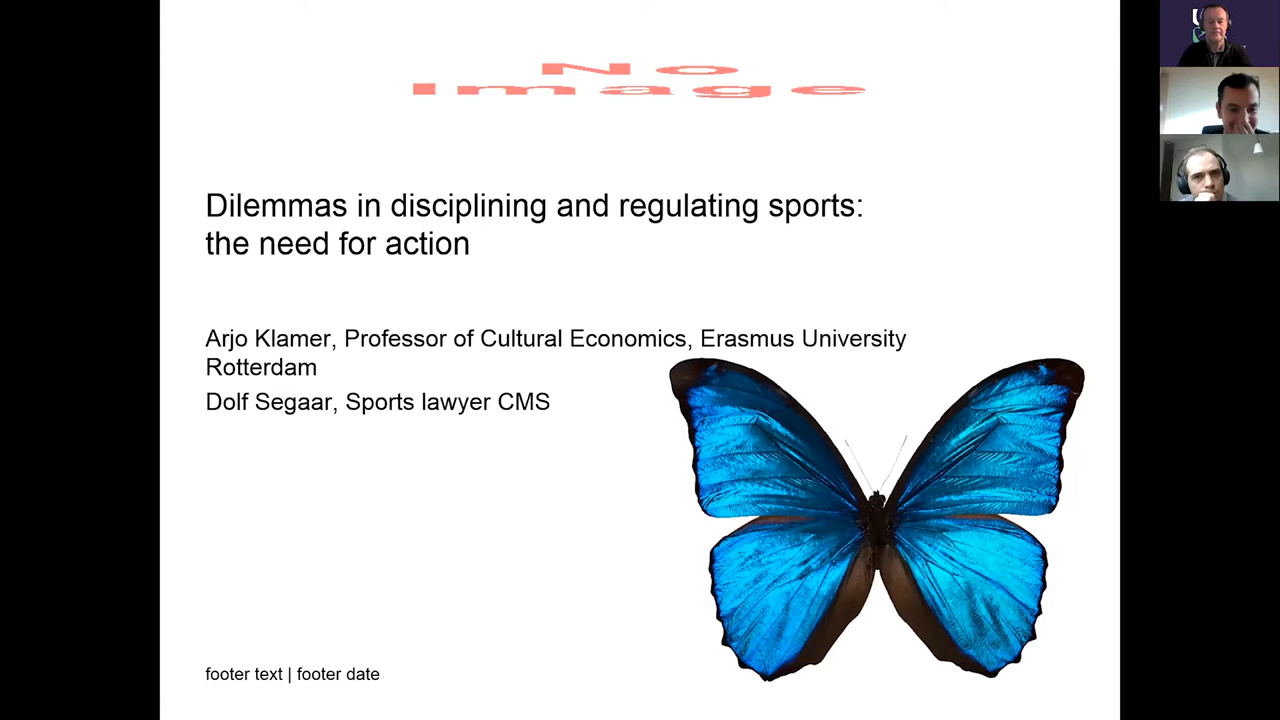 No
Image
Dilemmas in disciplining and regulating sports:
the need for action
Arjo Klamer, Professor of Cultural Economics, Erasmus University
Rotterdam
Dolf Segaar, Sports lawyer CMS
footer text | footer date